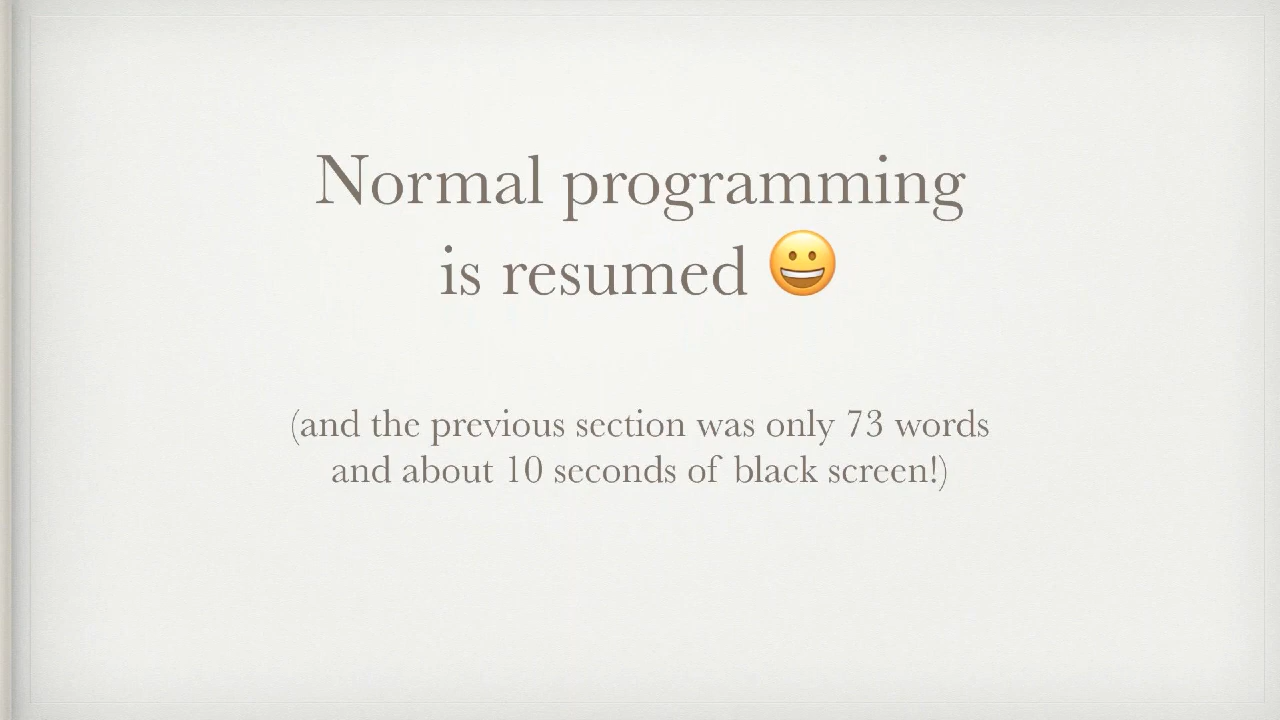 Normal programming
is resumed 😀
(and the previous section was only 73 words
and about 10 seconds of black screen!)